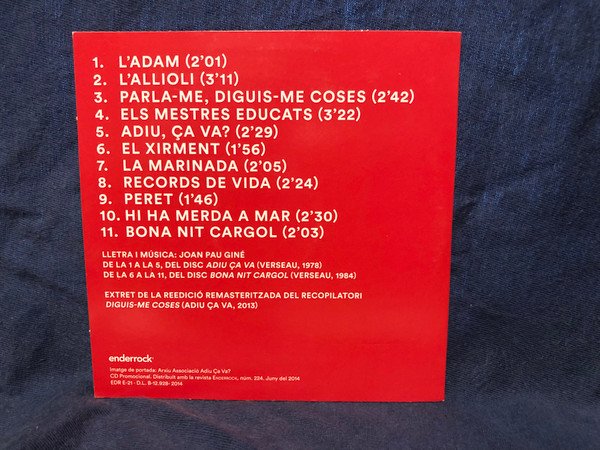 1. L'ADAM (2'01)
2. L'ALLIOLI (3'11)
3. PARLA-ME, DIGUIS-ME COSES (2'42)
4. ELS MESTRES EDUCATS (3'22)
5. ADIU, ÇA VA? (2'29)
6. EL XIRMENT (1'56)
7. LA MARINADA (2'05)
8. RECORDS DE VIDA (2'24)
9. PERET (1'46)
10. HI HA MERDA A MAR (2'30)
11. BONA NIT CARGOL (2'03)
LLETRA I MÚSICA: JOAN PAU GINÉ
DE LA 1 A LA 5, DEL DISC ADIU ÇA VA (VERSEAU, 1978)
DE LA 6 A LA 11, DEL DISC BONA NIT CARGOL (VERSEAU, 1984)
EXTRET DE LA REEDICIÓ REMASTERITZADA DEL RECOPILATORI
DIGUIS-ME COSES (ADIU ÇA VA, 2013)
enderrock
Imatge de portada: Arxiu Associació Adiu Ça Va?
CD Promocional. Distribuït amb la revista ENDERROCK, núm. 224. Juny del 2014
EDR E-21 · D.L. B-12.928- 2014